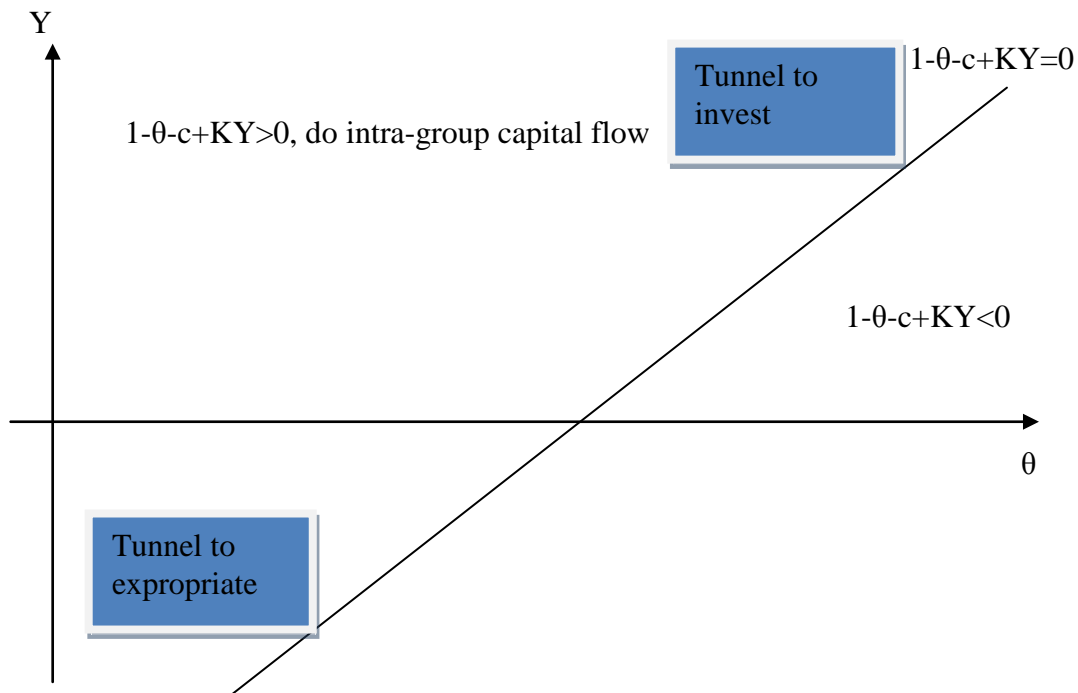 Y
1-θ-c+KY=0
Tunnel to
invest
1-θ-c+KY>0, do intra-group capital flow
1-θ-c+KY<0
θ
Tunnel to
expropriate